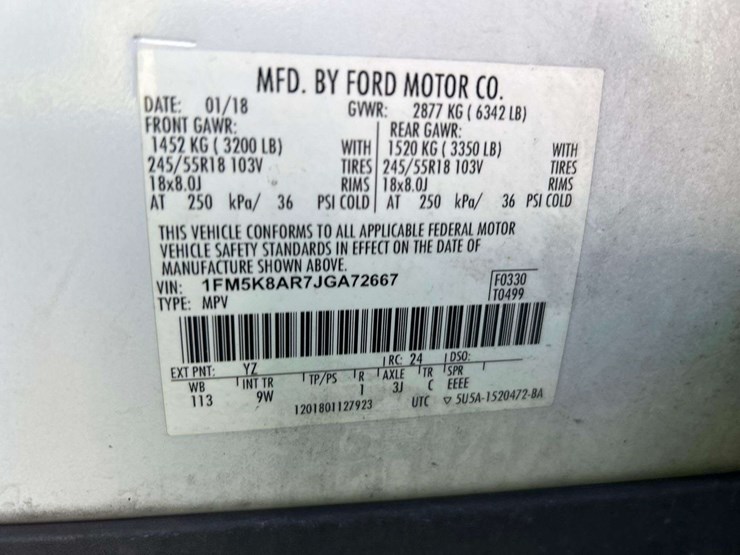 MFD. BY FORD MOTOR CO.
DATE: 01/18 GVWR: 2877 KG ( 6342 LB)
FRONT GAWR: REAR GAWR:
1452 KG ( 3200 LB) WITH 1520 KG ( 3350 LB) WITH
245/55R18 103V TIRES 245/55R18 103V TIRES
18x8.0J RIMS 18x8.0J RIMS
AT 250 kPa/ 36 PSI COLD AT 250 kPa/ 36 PSI COLD
THIS VEHICLE CONFORMS TO ALL APPLICABLE FEDERAL MOTOR
VEHICLE SAFETY STANDARDS IN EFFECT ON THE DATE OF
MANUFACTURE SHOWN ABOVE.
VIN: 1FM5K8AR7JGA72667 F0330
TYPE: MPV T0499
EXT PNT: YZ RC: 24 DSO:
WB INT TR TP/PS R AXLE TR SPR
113 9W 1 3J C EEEE
1201801127923 UTC ▽ 5U5A-1520472-BA